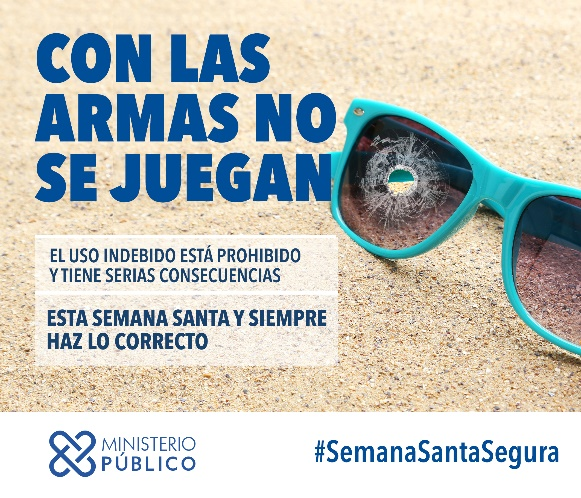 CON LAS
ARMAS NO
SE JUEGAN
EL USO INDEBIDO ESTÁ PROHIBIDO
Y TIENE SERIAS CONSECUENCIAS
ESTA SEMANA SANTA Y SIEMPRE
HAZ LO CORRECTO
MINISTERIO
PÚBLICO
#SemanaSantaSegura